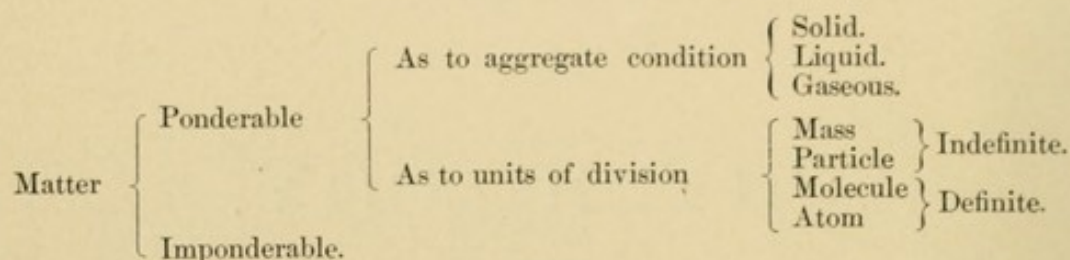 Matter
Ponderable
As to aggregate condition
Solid.
Liquid.
Gaseous.
As to units of division
Mass
Particle
Indefinite.
Molecule
Atom
Definite.
Imponderable.